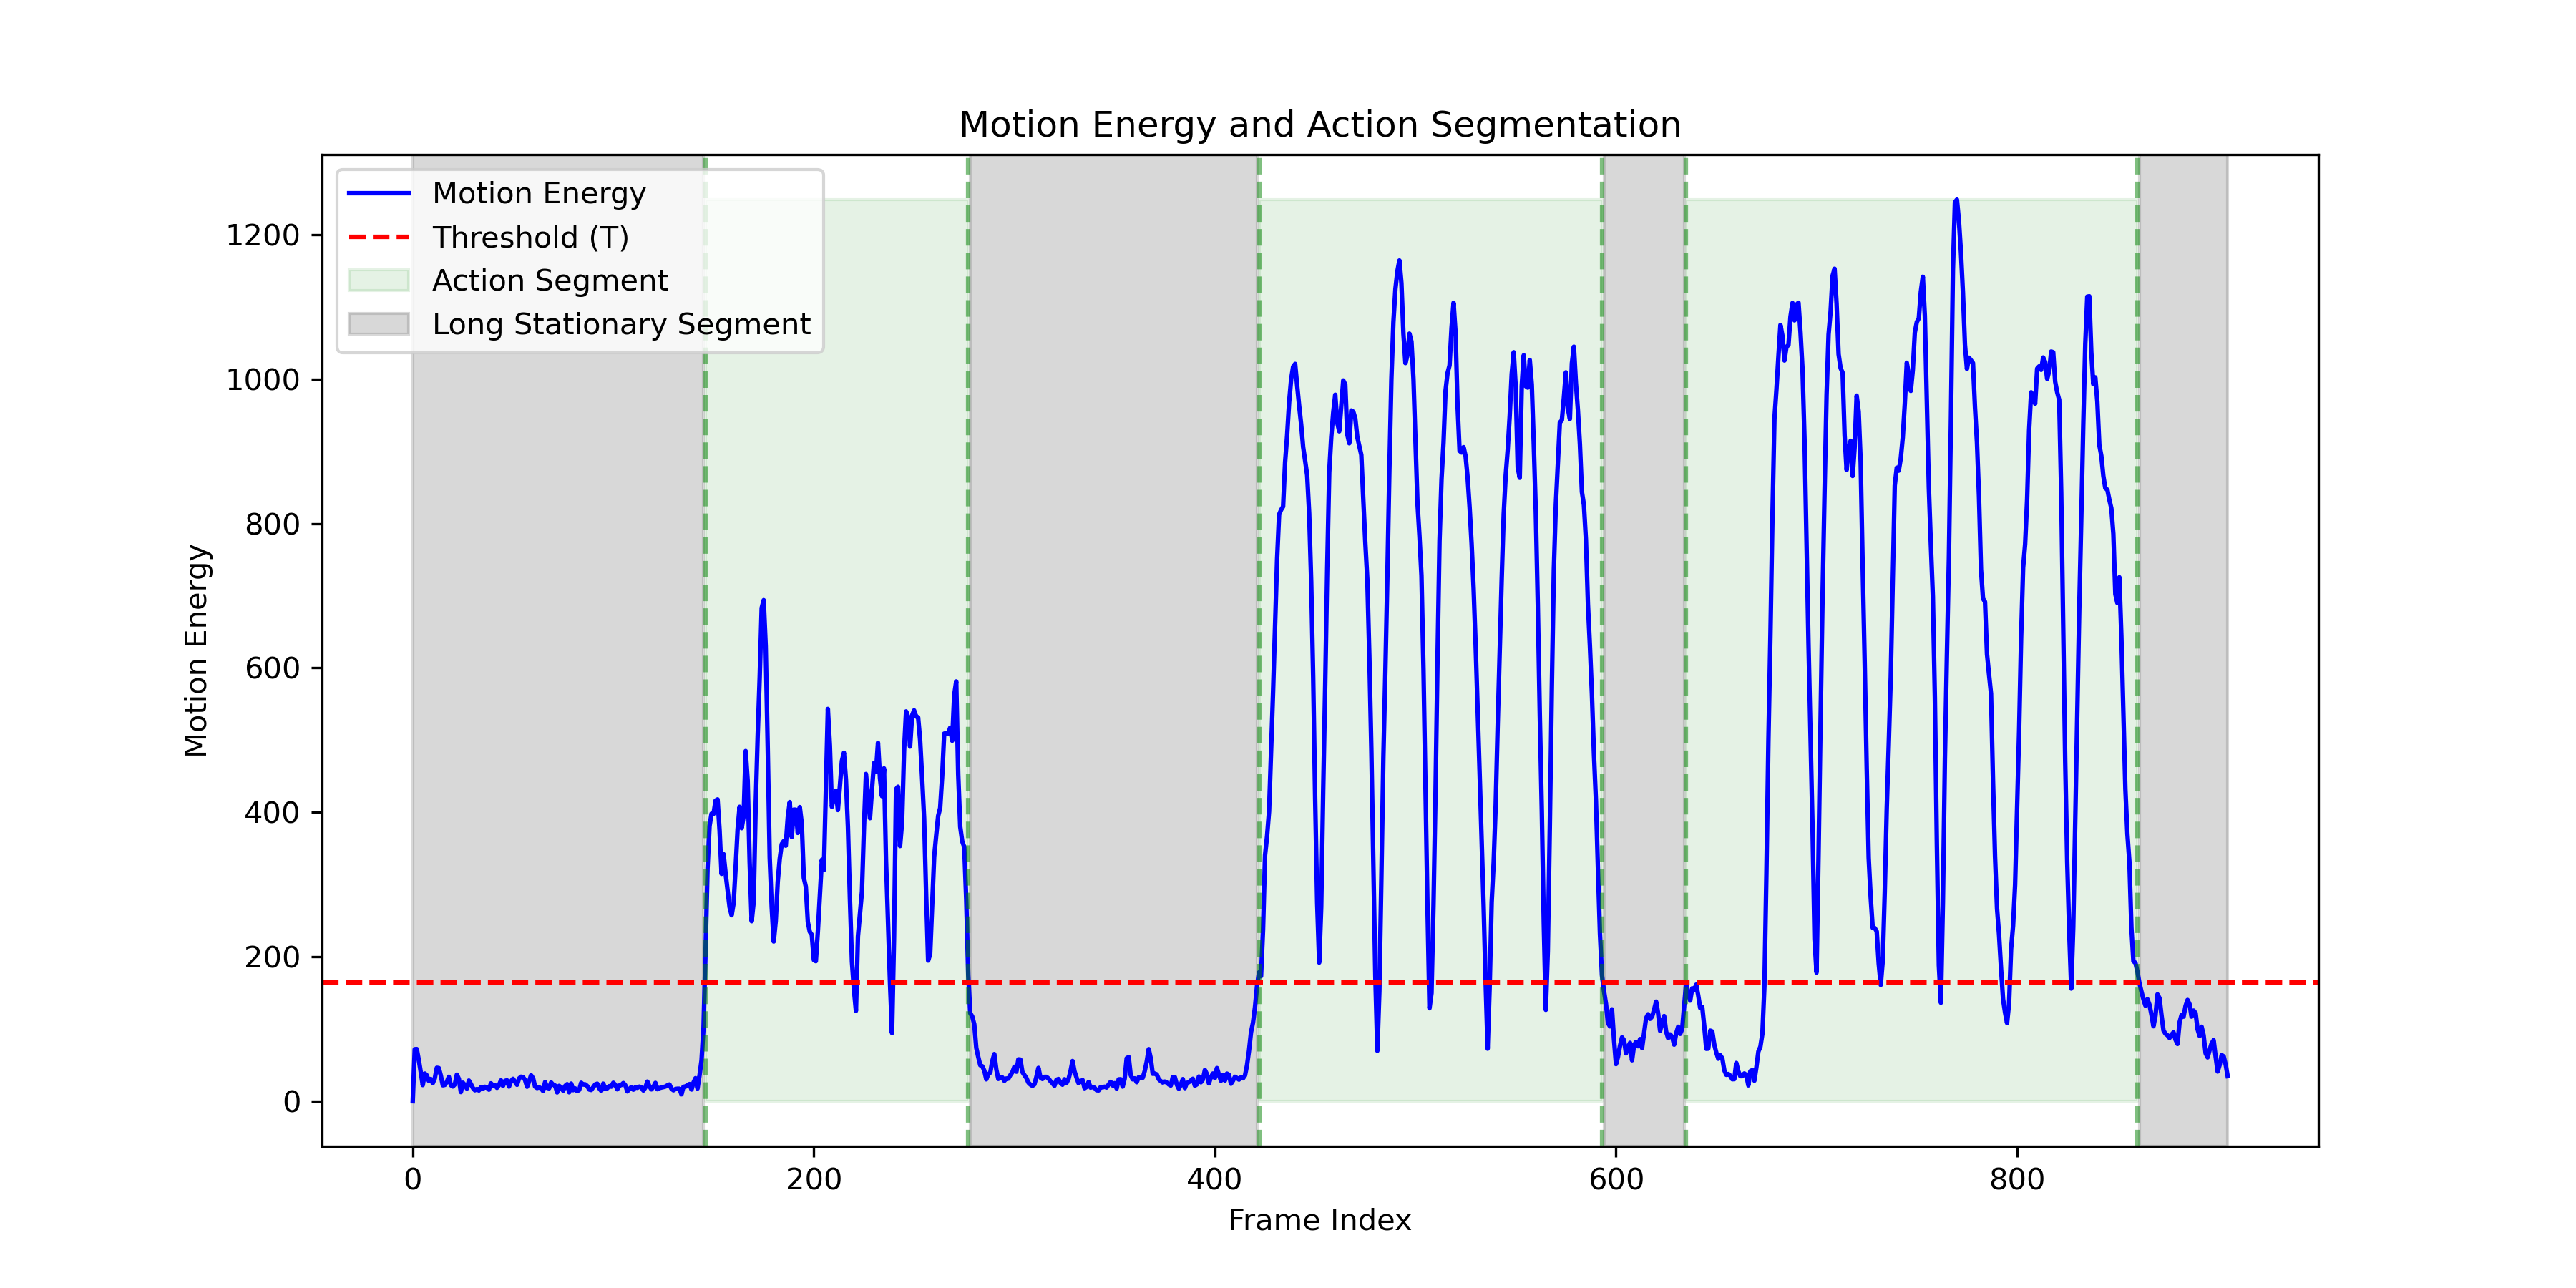 Motion Energy and Action Segmentation
Motion Energy
Threshold (T)
Action Segment
Long Stationary Segment
1200
1000
800
600
400
200
0
Motion Energy
0 200 400 600 800
Frame Index